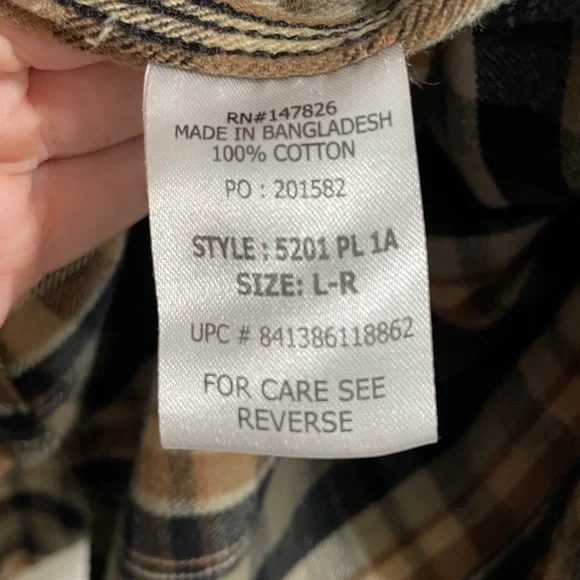 RN#147826
MADE IN BANGLADESH
100% COTTON
PO : 201582
STYLE : 5201 PL 1A
SIZE: L-R
UPC # 841386118862
FOR CARE SEE
REVERSE